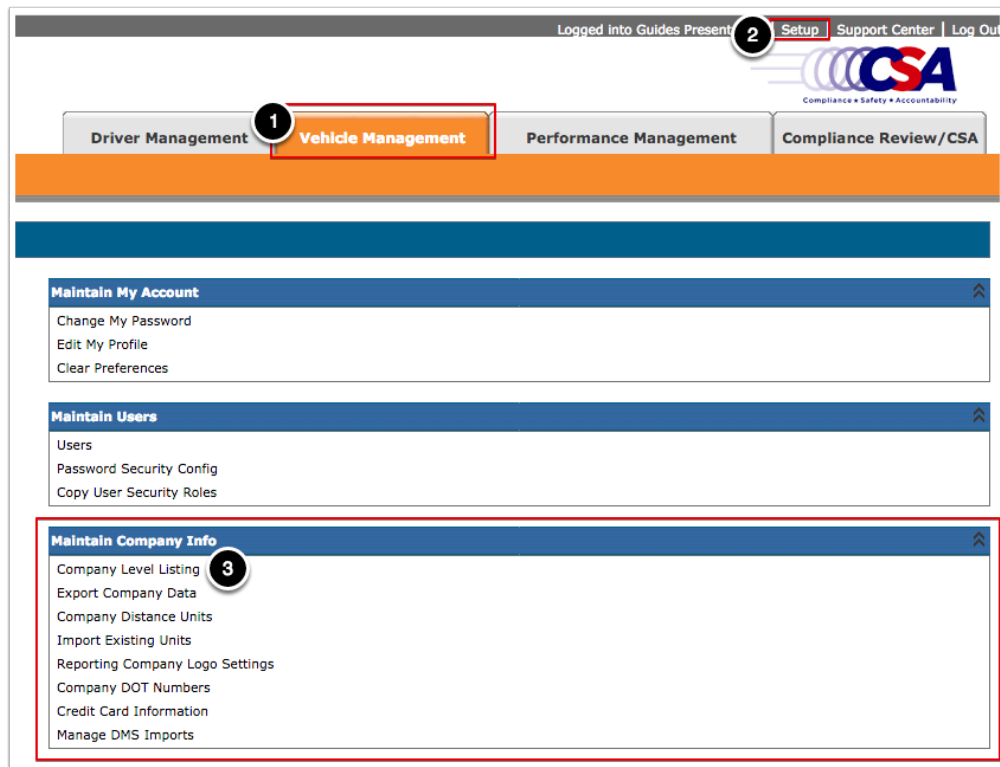 Logged into Guides Present 2 Setup | Support Center | Log Out
CSA
Compliance ★ Safety ★ Accountability
1
Driver Management Vehicle Management Performance Management Compliance Review/CSA
Maintain My Account
Change My Password
Edit My Profile
Clear Preferences
Maintain Users
Users
Password Security Config
Copy User Security Roles
Maintain Company Info
Company Level Listing 3
Export Company Data
Company Distance Units
Import Existing Units
Reporting Company Logo Settings
Company DOT Numbers
Credit Card Information
Manage DMS Imports